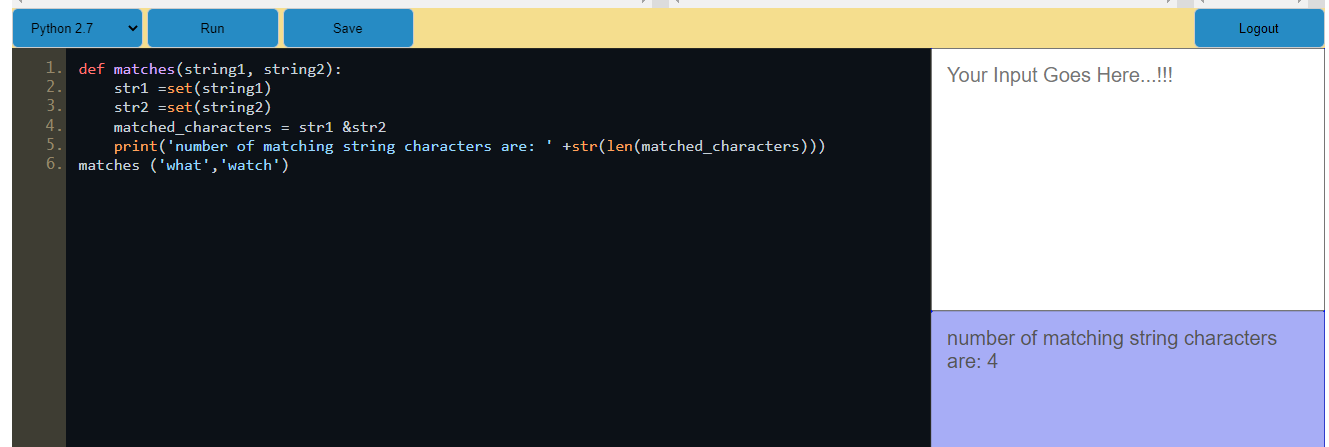 Python 2.7 Run Save Logout
1. def matches(string1, string2):
2.     str1 =set(string1)
3.     str2 =set(string2)
4.     matched_characters = str1 &str2
5.     print('number of matching string characters are: ' +str(len(matched_characters)))
6. matches ('what','watch')
Your Input Goes Here...!!!
number of matching string characters
are: 4